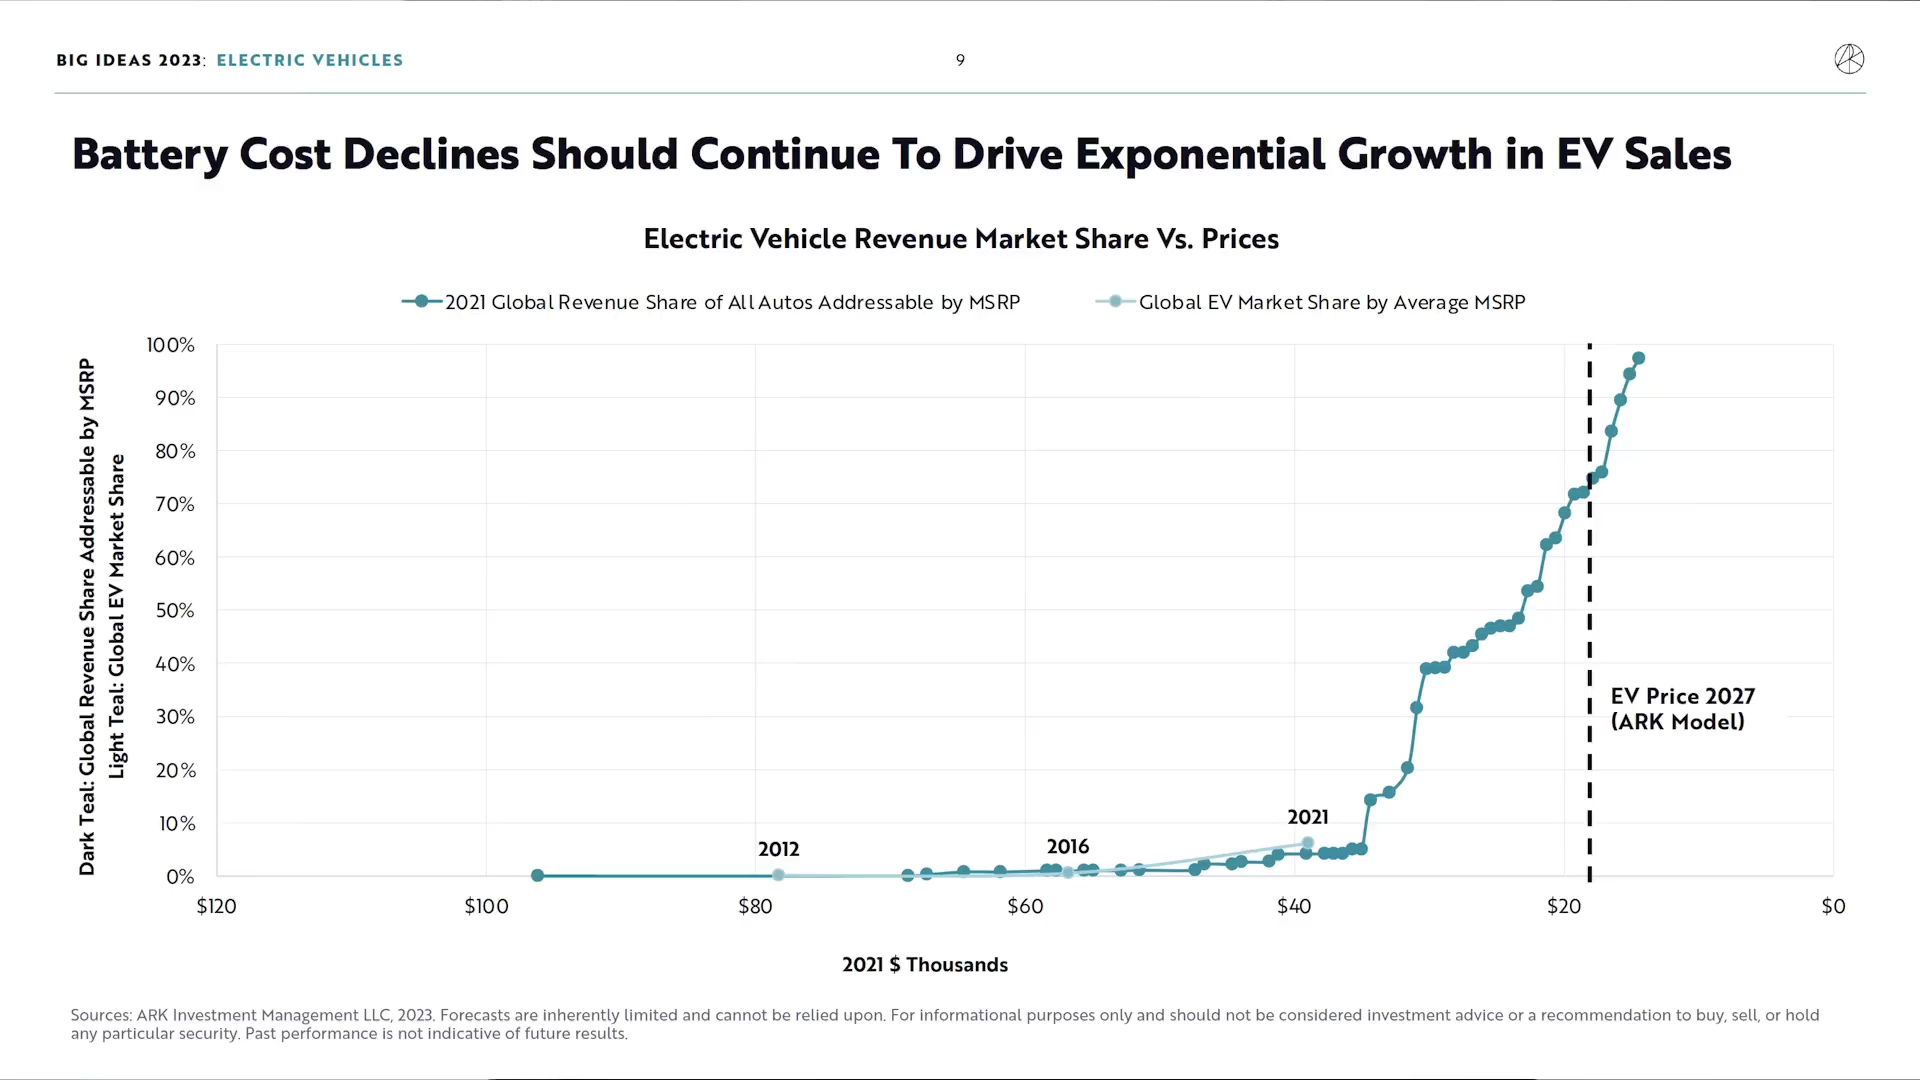 BIG IDEAS 2023: ELECTRIC VEHICLES
9
Battery Cost Declines Should Continue To Drive Exponential Growth in EV Sales
Electric Vehicle Revenue Market Share Vs. Prices
2021 Global Revenue Share of All Autos Addressable by MSRP
Global EV Market Share by Average MSRP
Dark Teal: Global Revenue Share Addressable by MSRP
Light Teal: Global EV Market Share
100%
90%
80%
70%
60%
50%
40%
30%
20%
10%
0%
2012
2016
2021
EV Price 2027
(ARK Model)
$120
$100
$80
$60
$40
$20
$0
2021 $ Thousands
Sources: ARK Investment Management LLC, 2023. Forecasts are inherently limited and cannot be relied upon. For informational purposes only and should not be considered investment advice or a recommendation to buy, sell, or hold
any particular security. Past performance is not indicative of future results.